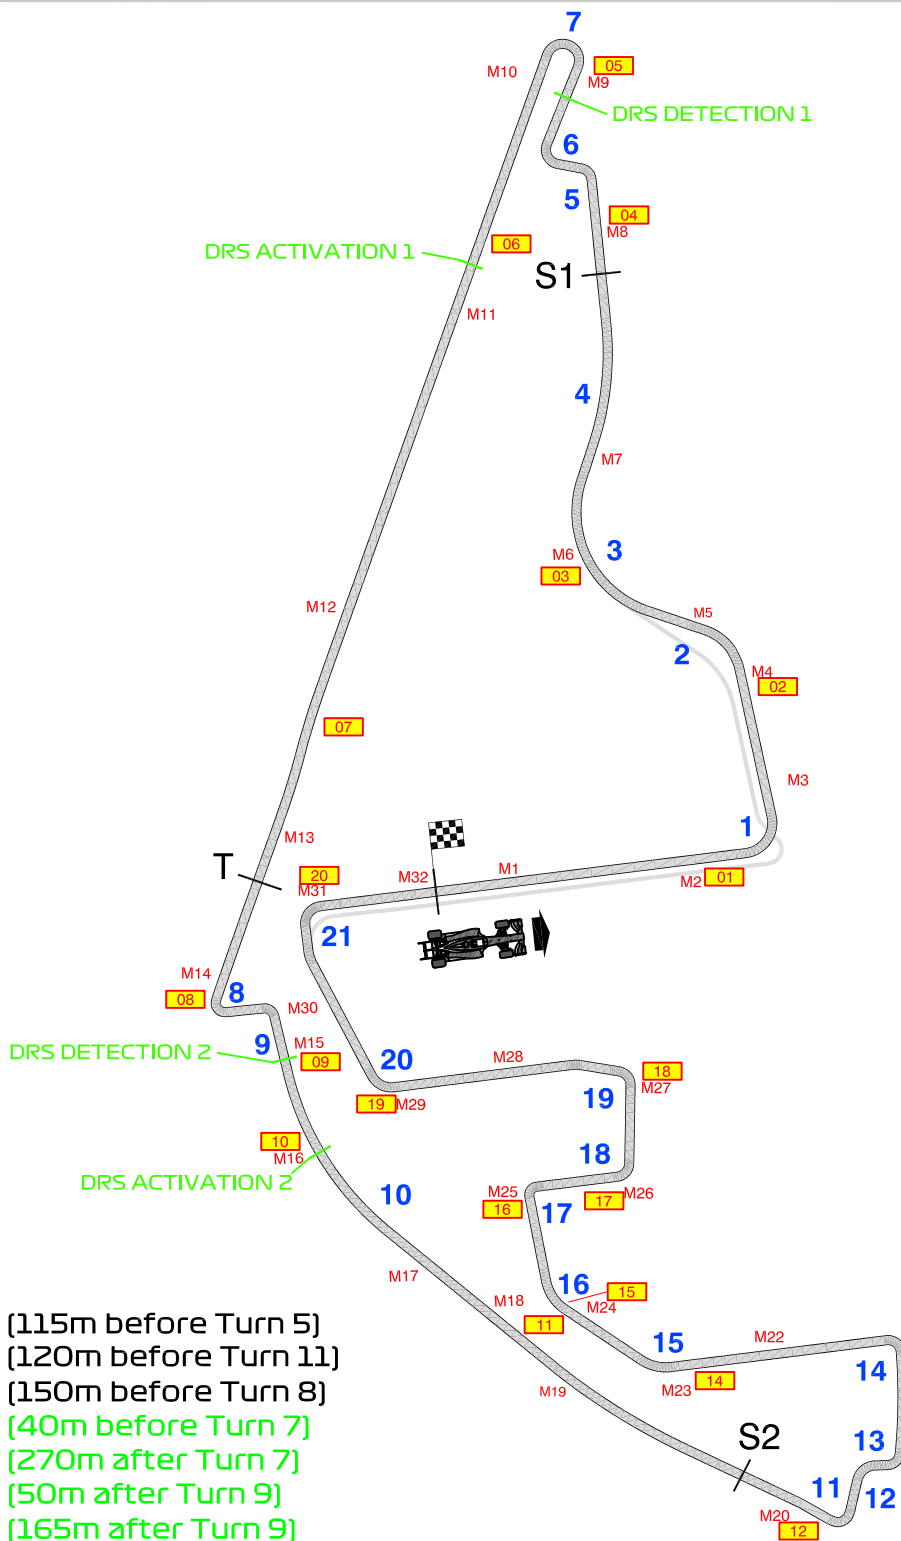 7
M10
05
M9
DRS DETECTION 1
6
5
04
M8
DRS ACTIVATION 1
06
S1
M11
4
M7
3
M6
03
M12
M5
2
M4
02
07
M3
1
M13
T
20
M31
M32
M1
M2
01
21
M14
08
8
M30
9
M15
DRS DETECTION 2
09
20
M28
18
M27
19
19
M29
10
M16
DRS ACTIVATION 2
18
10
M25
16
17
M26
17
M17
16
15
M24
M18
11
15
M22
M23
14
14
M19
S2
13
11
12
M20
12
(115m before Turn 5)
(120m before Turn 11)
(150m before Turn 8)
(40m before Turn 7)
(270m after Turn 7)
(50m after Turn 9)
(165m after Turn 9)